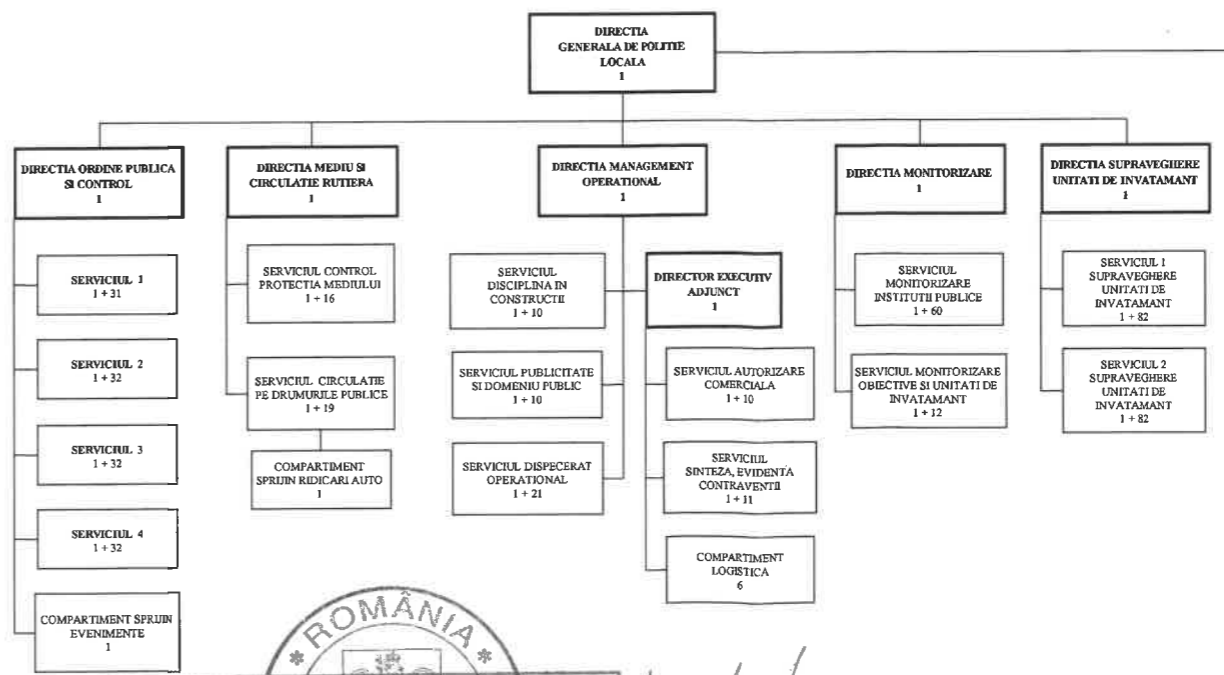 DIRECTIA
GENERALA DE POLITIE
LOCALA
1
DIRECTIA ORDINE PUBLICA
SI CONTROL
1
SERVICIUL 1
1 + 31
SERVICIUL 2
1 + 32
SERVICIUL 3
1 + 32
SERVICIUL 4
1 + 32
COMPARTIMENT SPRIJIN
EVENIMENTE
1
DIRECTIA MEDIU SI
CIRCULATIE RUTIERA
1
SERVICIUL CONTROL
PROTECTIA MEDIULUI
1 + 16
SERVICIUL CIRCULATIE
PE DRUMURILE PUBLICE
1 + 19
COMPARTIMENT
SPRIJIN RIDICARI AUTO
1
DIRECTIA MANAGEMENT
OPERATIONAL
1
SERVICIUL
DISCIPLINA IN
CONSTRUCTII
1 + 10
SERVICIUL PUBLICITATE
SI DOMENIU PUBLIC
1 + 10
SERVICIUL DISPECERAT
OPERATIONAL
1 + 21
DIRECTOR EXECUTIV
ADJUNCT
1
SERVICIUL AUTORIZARE
COMERCIALA
1 + 10
SERVICIUL
SINTEZA, EVIDENTA
CONTRAVENTII
1 + 11
COMPARTIMENT
LOGISTICA
6
DIRECTIA MONITORIZARE
1
SERVICIUL
MONITORIZARE
INSTITUTII PUBLICE
1 + 60
SERVICIUL MONITORIZARE
OBIECTIVE SI UNITATI DE
INVATAMANT
1 + 12
DIRECTIA SUPRAVEGHERE
UNITATI DE INVATAMANT
1
SERVICIUL 1
SUPRAVEGHERE
UNITATI DE
INVATAMANT
1 + 82
SERVICIUL 2
SUPRAVEGHERE
UNITATI DE
INVATAMANT
1 + 82
* ROMÂNIA *